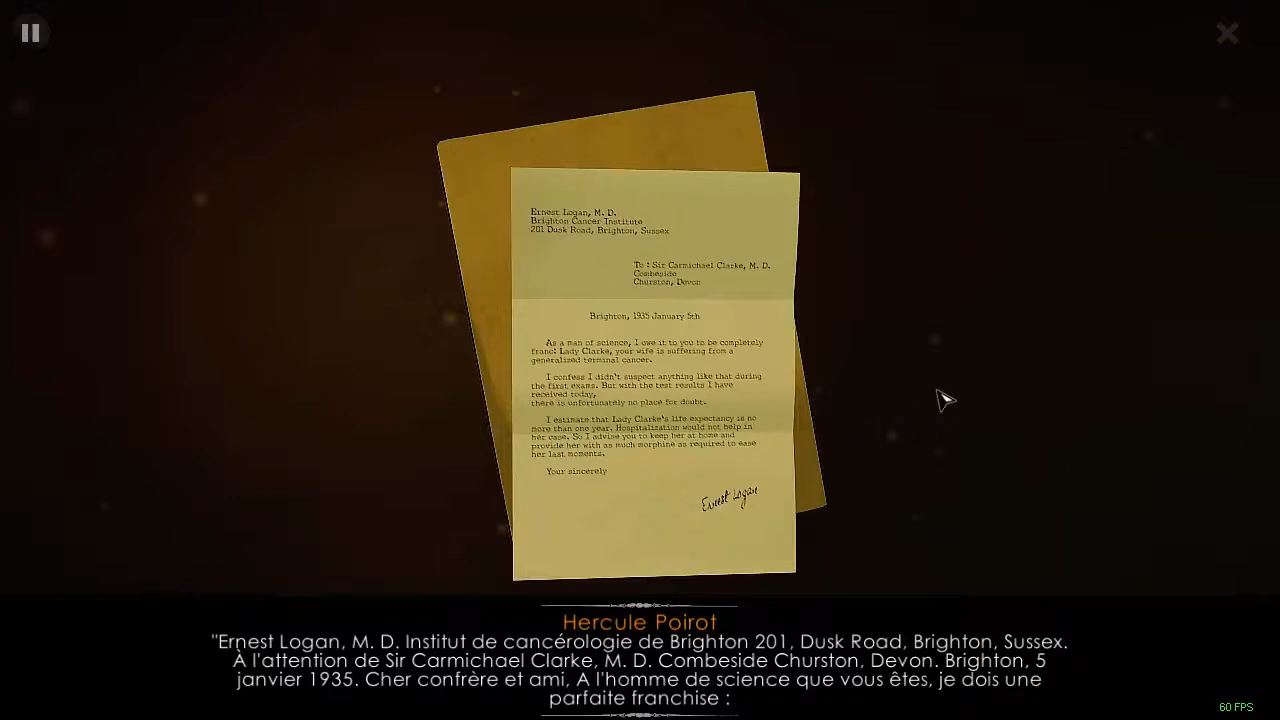 Ernest Logan, M. D.
Brighton Cancer Institute
201 Dusk Road, Brighton, Sussex
To : Sir Carmichael Clarke, M. D.
Combeside
Churston, Devon
Brighton, 1935 January 5th
As a man of science, I owe it to you to be completely
franc: Lady Clarke, your wife is suffering from a
generalized terminal cancer.
I confess I didn't suspect anything like that during
the first exams. But with the test results I have
received today,
there is unfortunately no place for doubt.
I estimate that Lady Clarke's life expectancy is no
more than one year. Hospitalization would not help in
her case. So I advise you to keep her at home and
provide her with as much morphine as required to ease
her last moments.
Your sincerely
Ernest Logan
Hercule Poirot
"Ernest Logan, M. D. Institut de cancérologie de Brighton 201, Dusk Road, Brighton, Sussex.
À l'attention de Sir Carmichael Clarke, M. D. Combeside Churston, Devon. Brighton, 5
janvier 1935. Cher confrère et ami, A l'homme de science que vous êtes, je dois une
parfaite franchise :
60 FPS